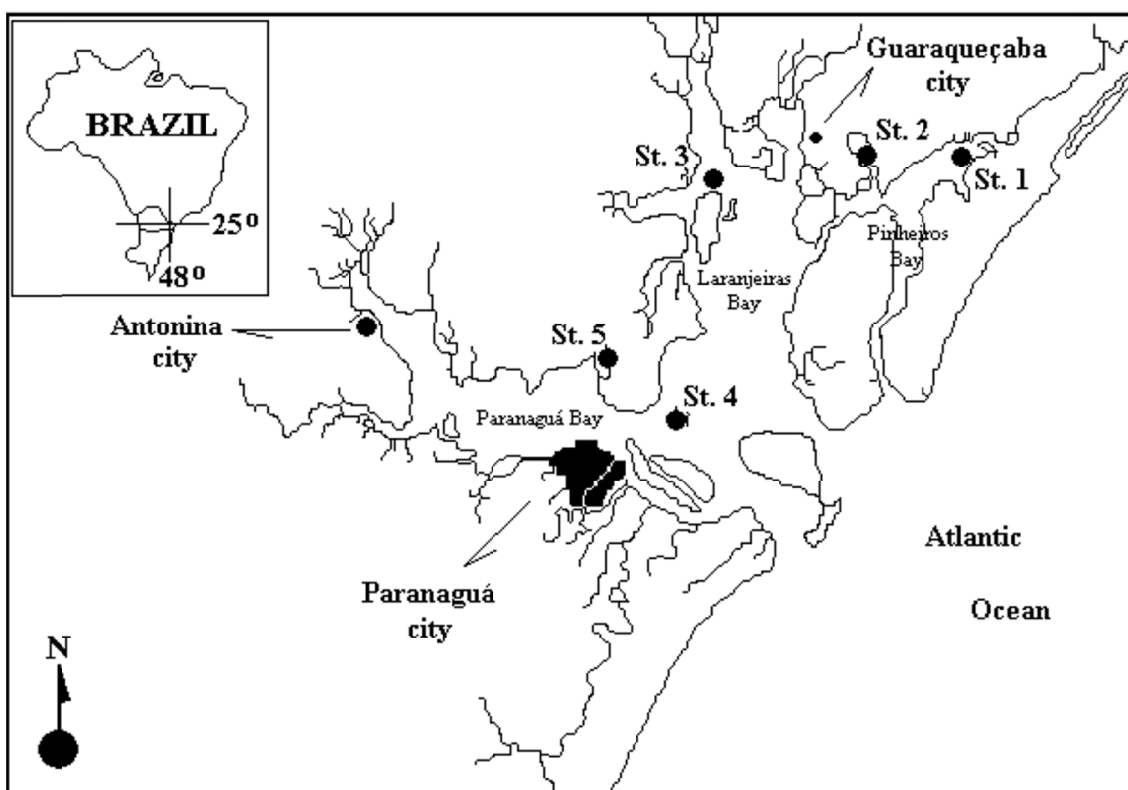 BRAZIL
25º
48º
Guaraqueçaba
city
St. 2
St. 1
St. 3
Pinheiros
Bay
Laranjeiras
Bay
Antonina
city
St. 5
St. 4
Paranaguá Bay
Paranaguá
city
Atlantic
Ocean
N